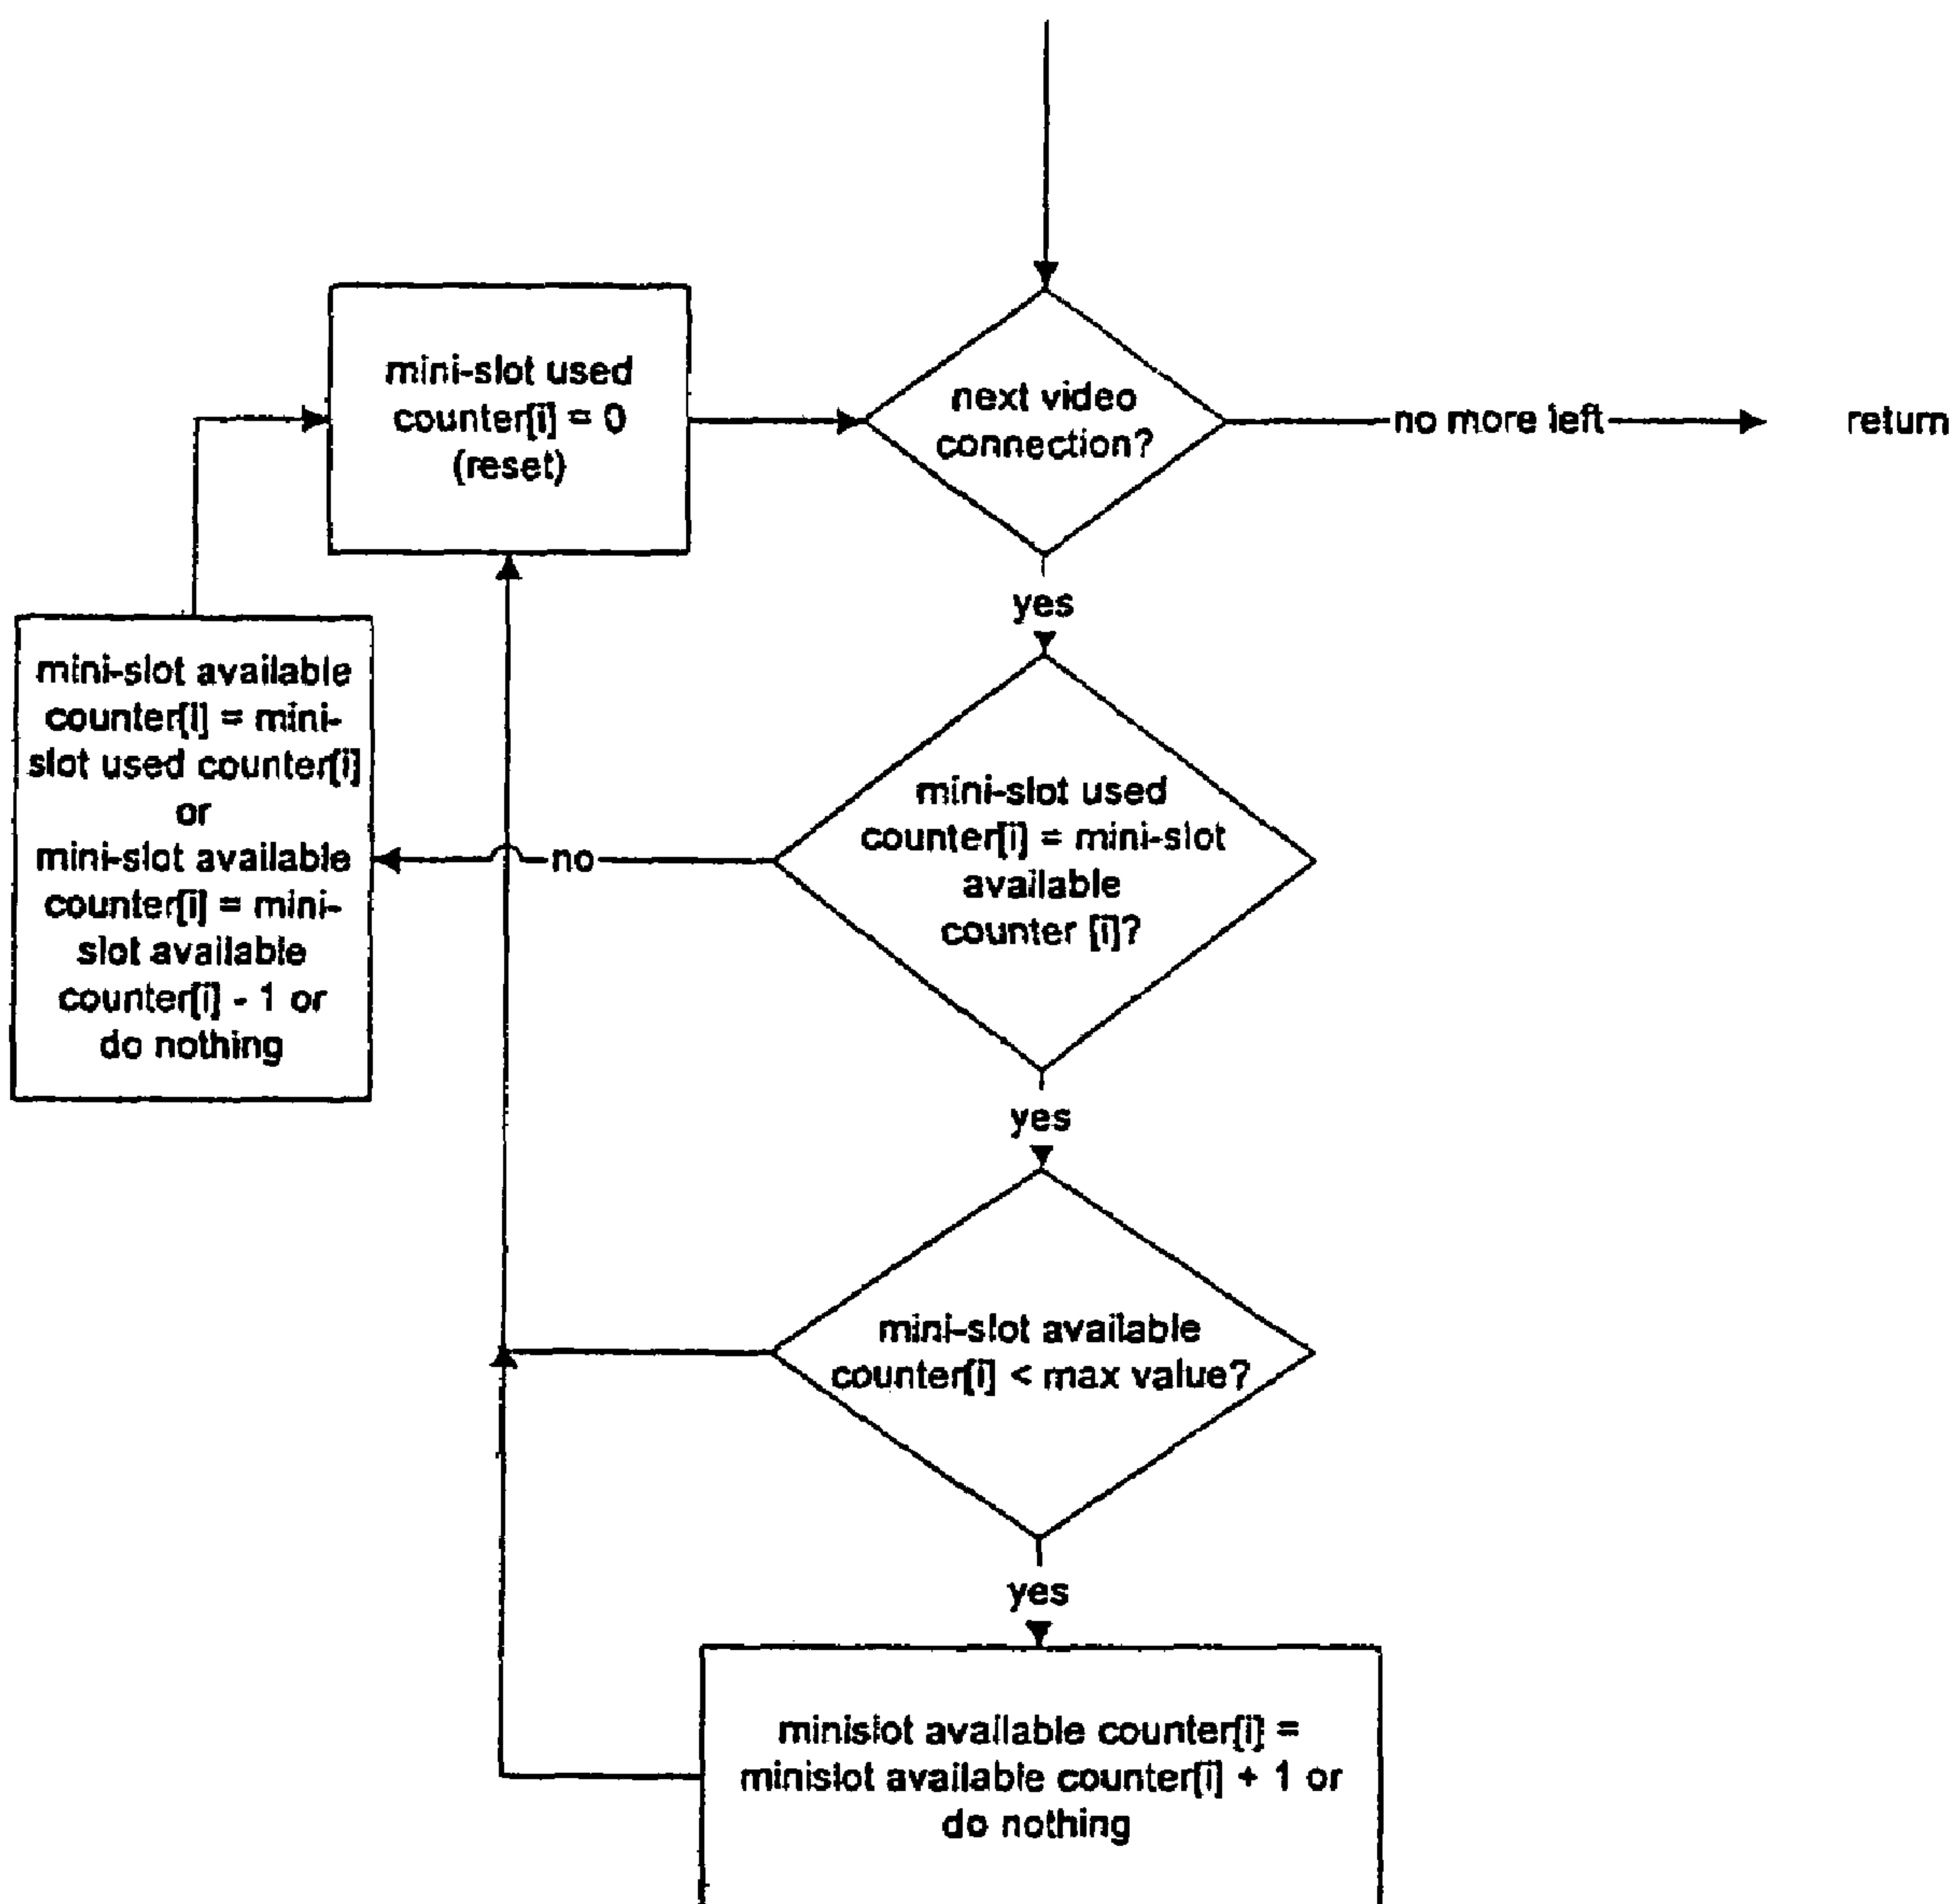 mini-slot used
counter[i] = 0
(reset)
next video
connection?
no more left
return
yes
mini-slot available
counter[i] = mini-
slot used counter[i]
or
mini-slot available
counter[i] = mini-
slot available
counter[i] - 1 or
do nothing
mini-slot used
counter[i] = mini-slot
available
counter [i]?
no
yes
mini-slot available
counter[i] < max value?
yes
minislot available counter[i] =
minislot available counter[i] + 1 or
do nothing